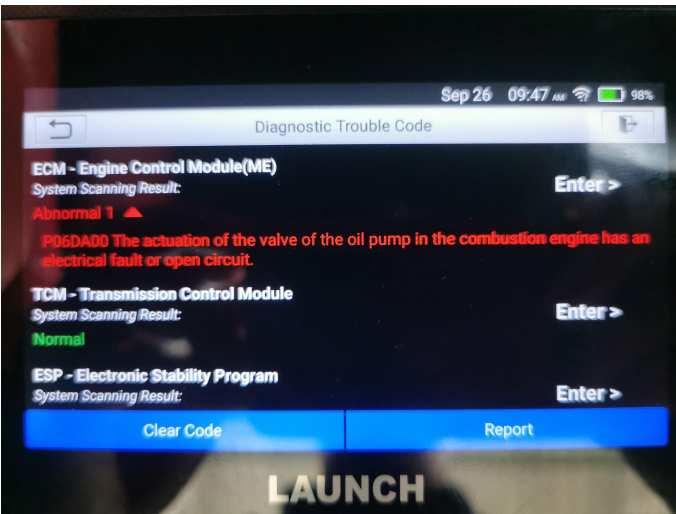 Sep 26 09:47 AM 98%
Diagnostic Trouble Code
ECM - Engine Control Module(ME)
System Scanning Result:
Enter >
Abnormal 1
P06DA00 The actuation of the valve of the oil pump in the combustion engine has an
electrical fault or open circuit.
TCM - Transmission Control Module
System Scanning Result:
Enter >
Normal
ESP - Electronic Stability Program
System Scanning Result:
Enter >
Clear Code
Report
LAUNCH